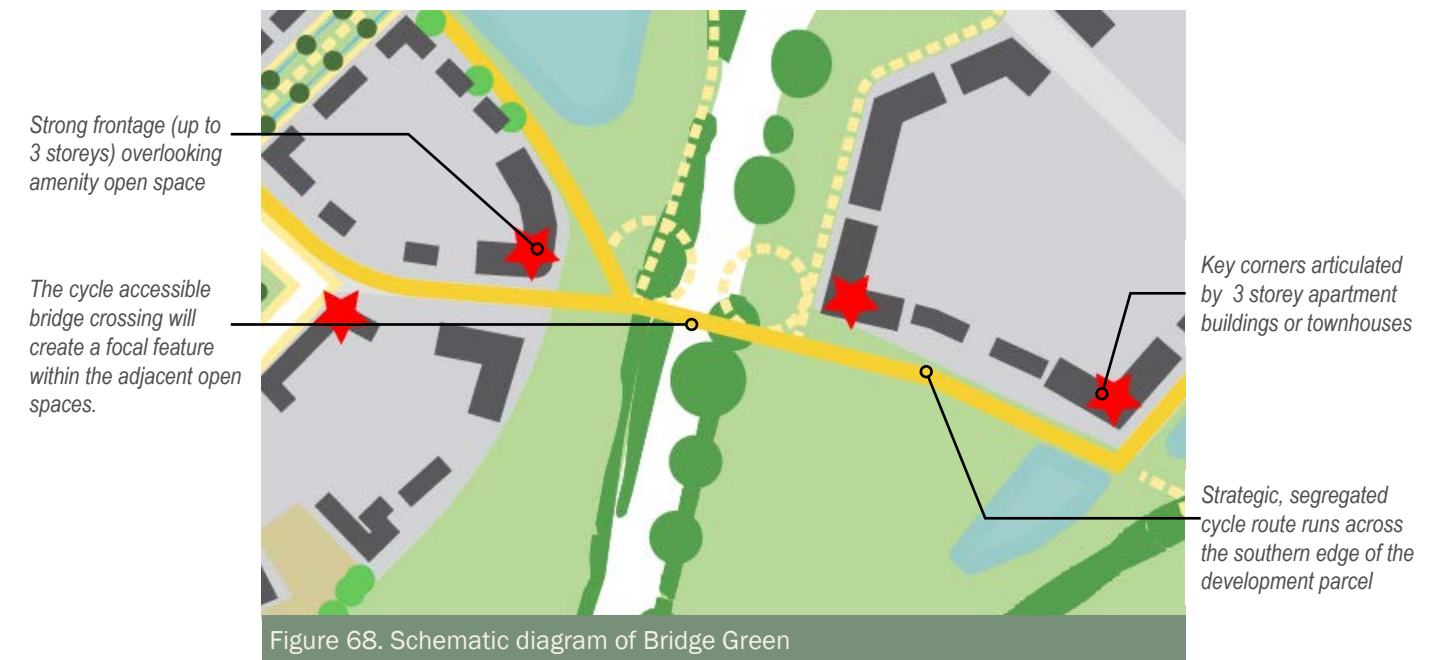 Strong frontage (up to
3 storeys) overlooking
amenity open space
The cycle accessible
bridge crossing will
create a focal feature
within the adjacent open
spaces.
Key corners articulated
by  3 storey apartment
buildings or townhouses
Strategic, segregated
cycle route runs across
the southern edge of the
development parcel
Figure 68. Schematic diagram of Bridge Green